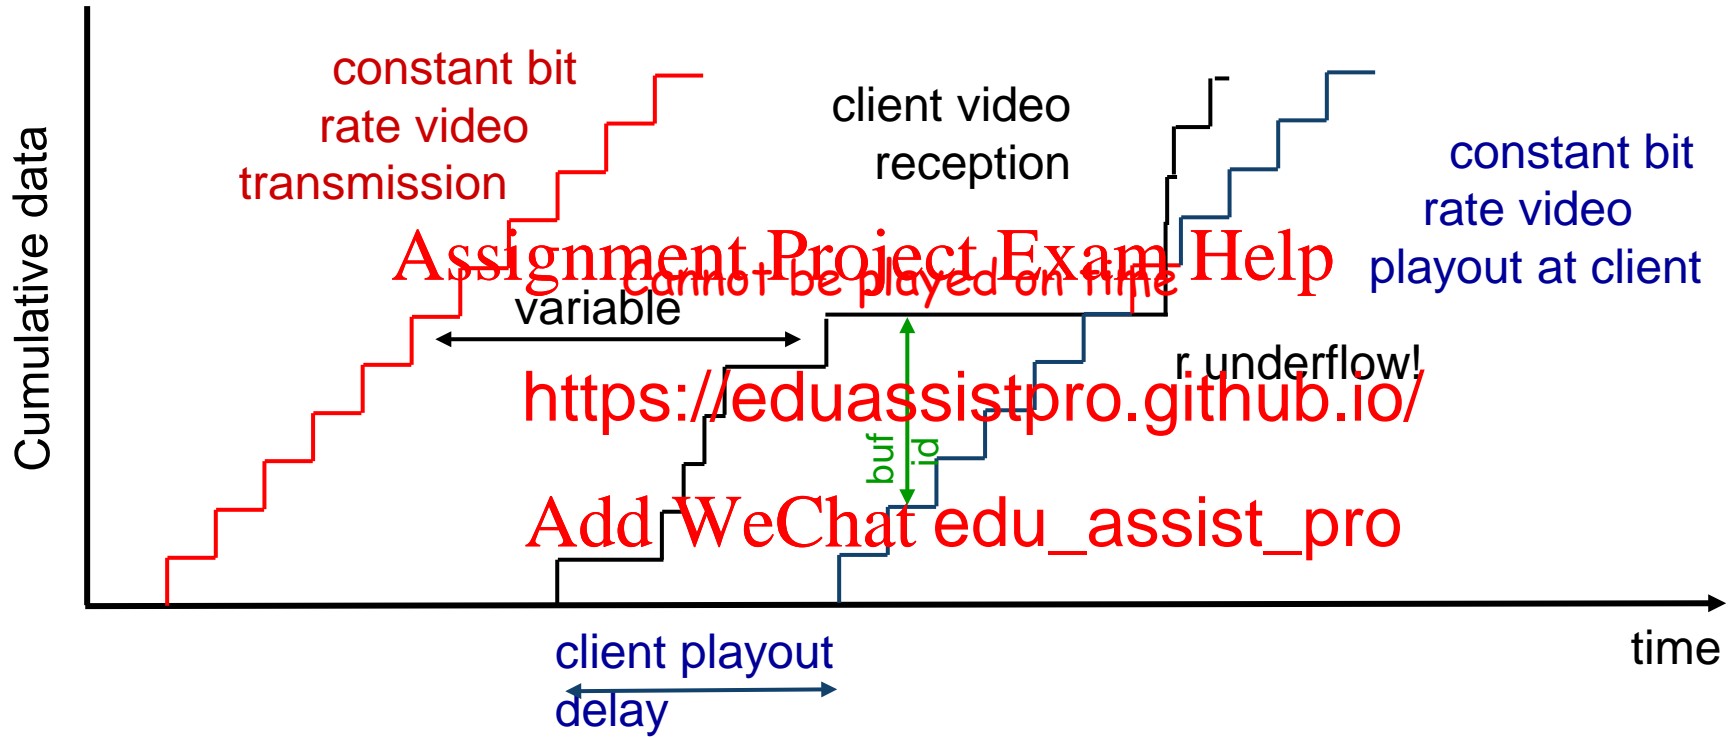 constant bit
rate video
transmission
client video
reception
constant bit
rate video
playout at client
Cumulative data
Assignment Project Exam Help
Cannot be played on time
variable
r underflow!
https://eduassistpro.github.io/
buf
id
Add WeChat edu_assist_pro
time
client playout
delay